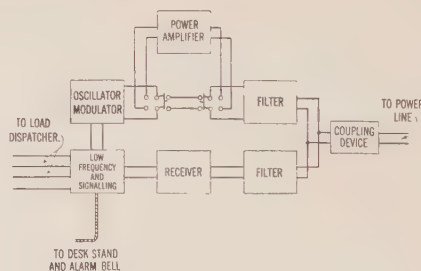 POWER
AMPLIFIER
OSCILLATOR
MODULATOR
FILTER
TO POWER
LINE
TO LOAD
DISPATCHER
COUPLING
DEVICE
LOW
FREQUENCY
AND
SIGNALLING
RECEIVER
FILTER
TO DESK STAND
AND ALARM BELL